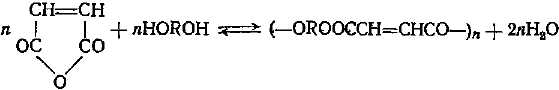 CH=CH
n OC CO + nHOROH ⇌ (—OROOCCH=CHCO—)n + 2nH2O
O